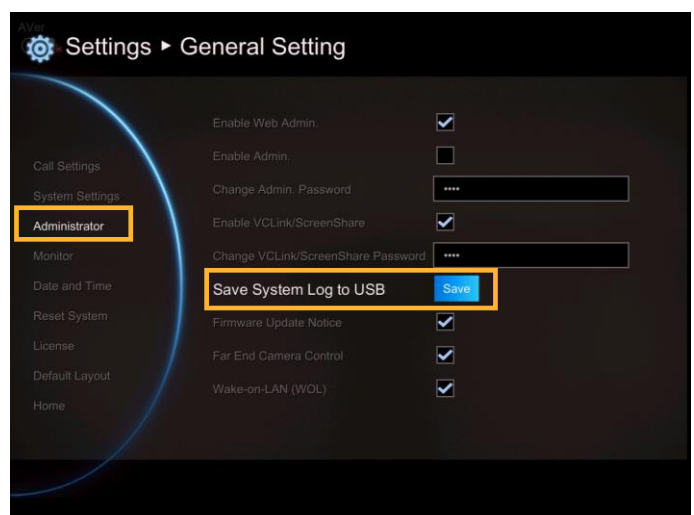 AVer
Settings ▸ General Setting
Call Settings
System Settings
Administrator
Monitor
Date and Time
Reset System
License
Default Layout
Home
Enable Web Admin.
Enable Admin.
Change Admin. Password ••••
Enable VCLink/ScreenShare
Change VCLink/ScreenShare Password ••••
Save System Log to USB Save
Firmware Update Notice
Far End Camera Control
Wake-on-LAN (WOL)